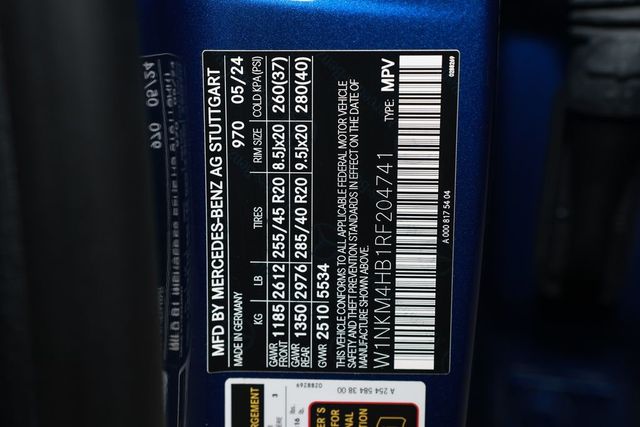 MFD BY MERCEDES-BENZ AG STUTTGART
MADE IN GERMANY 970 05/24
KG LB TIRES RIM SIZE COLD KPA(PSI)
GAWR FRONT 1185 2612 255/45 R20 8.5Jx20 260(37)
GAWR REAR 1350 2976 285/40 R20 9.5Jx20 280(40)
GVWR 2510 5534
THIS VEHICLE CONFORMS TO ALL APPLICABLE FEDERAL MOTOR VEHICLE
SAFETY AND THEFT PREVENTION STANDARDS IN EFFECT ON THE DATE OF
MANUFACTURE SHOWN ABOVE.
W1NKM4HB1RF204741 TYPE: MPV
A 000 817 54 04
0288269
0288269
A 254 584 38 00
3